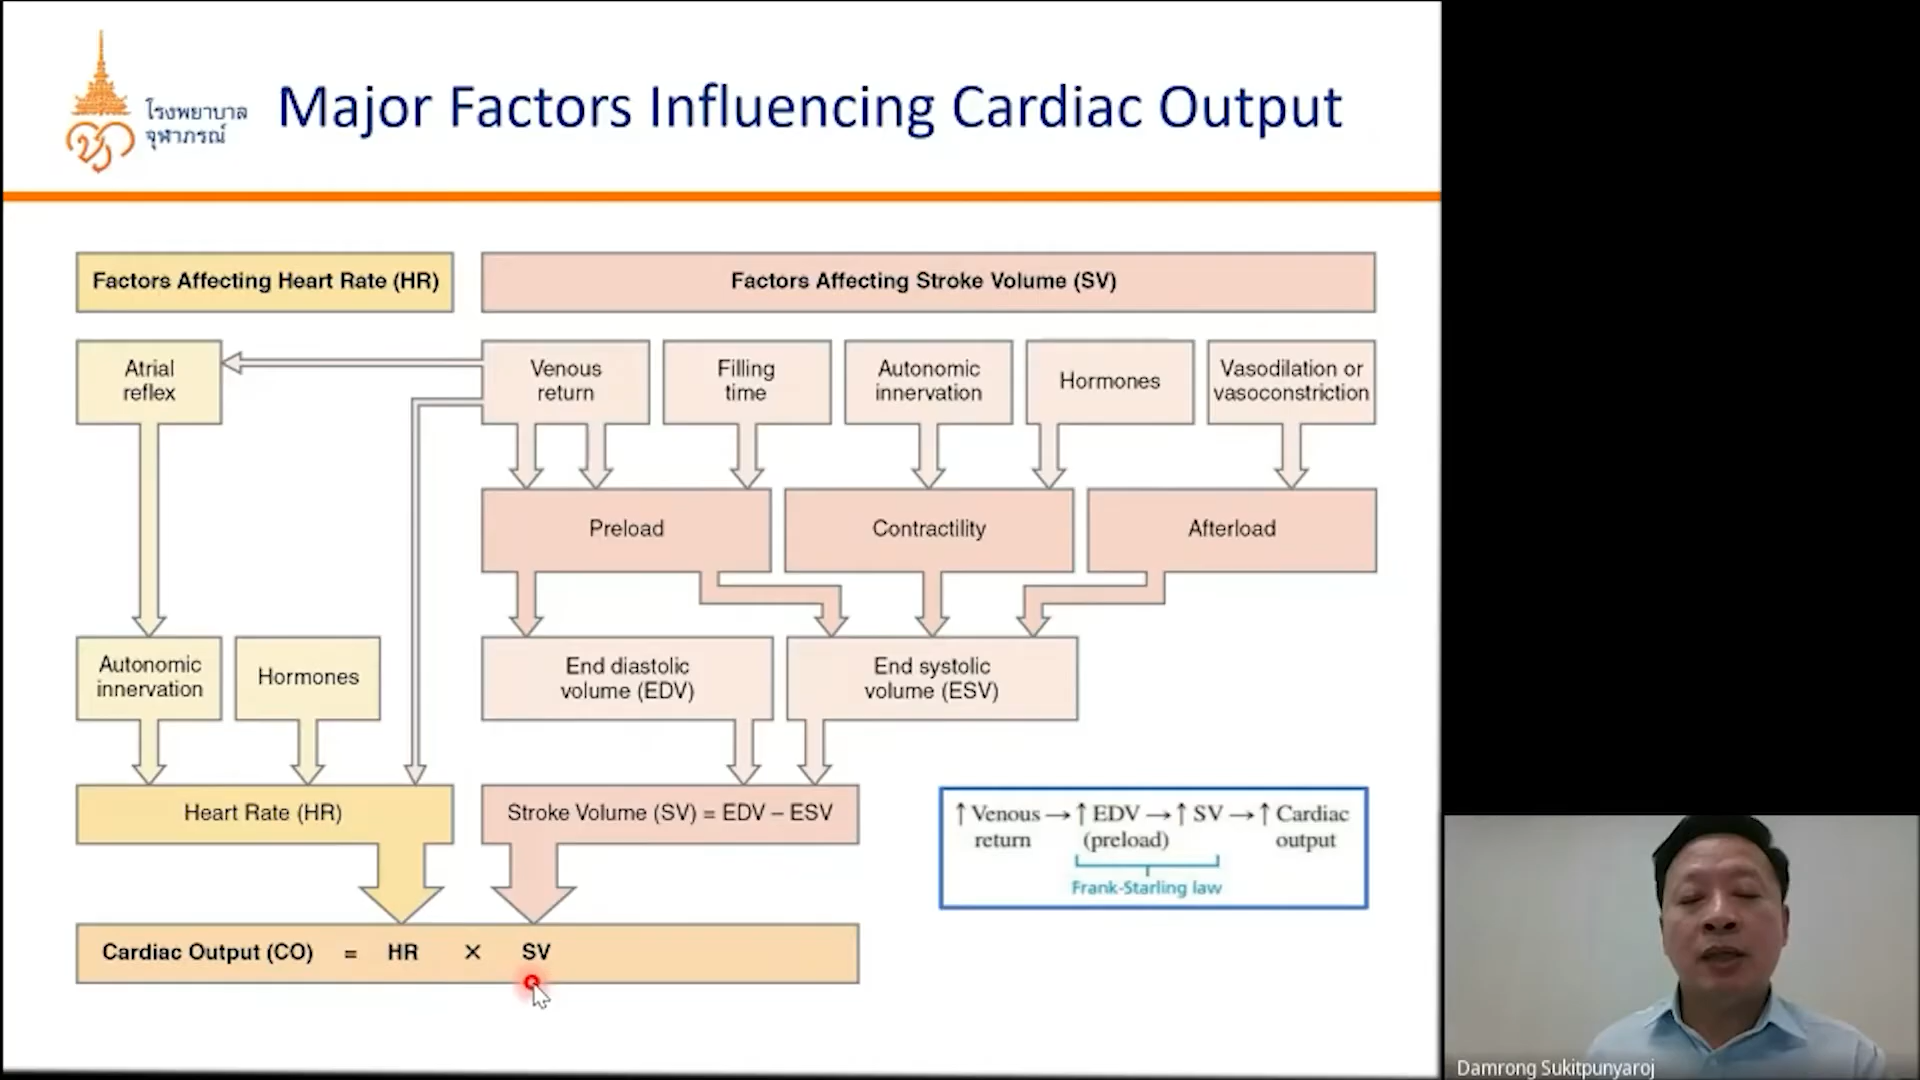 โรงพยาบาล
จุฬาภรณ์
Major Factors Influencing Cardiac Output
Factors Affecting Heart Rate (HR)
Factors Affecting Stroke Volume (SV)
Atrial
reflex
Venous
return
Filling
time
Autonomic
innervation
Hormones
Vasodilation or
vasoconstriction
Preload
Contractility
Afterload
Autonomic
innervation
Hormones
End diastolic
volume (EDV)
End systolic
volume (ESV)
Heart Rate (HR)
Stroke Volume (SV) = EDV – ESV
↑ Venous → ↑ EDV → ↑ SV → ↑ Cardiac
return (preload) output
Frank-Starling law
Cardiac Output (CO) = HR × SV
Damrong Sukitpunyaroj